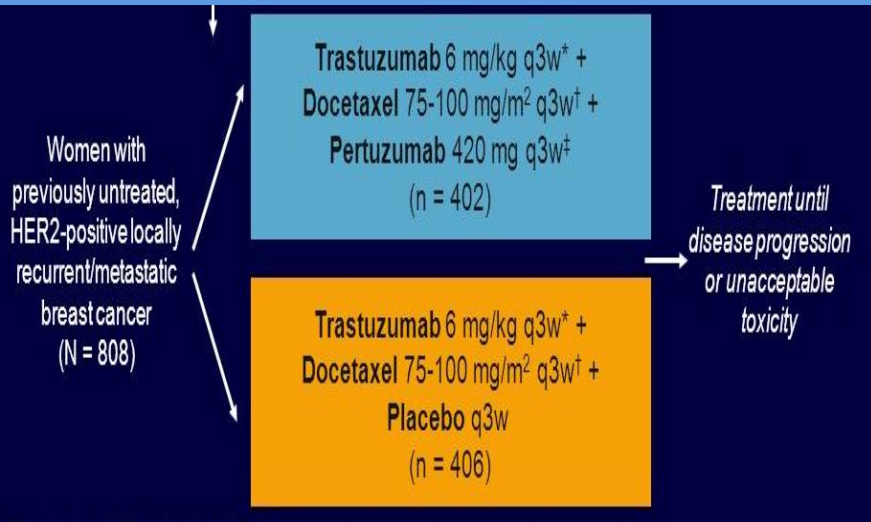 Women with
previously untreated,
HER2-positive locally
recurrent/metastatic
breast cancer
(N = 808)
Trastuzumab 6 mg/kg q3w* +
Docetaxel 75-100 mg/m² q3w† +
Pertuzumab 420 mg q3w‡
(n = 402)
Trastuzumab 6 mg/kg q3w* +
Docetaxel 75-100 mg/m² q3w† +
Placebo q3w
(n = 406)
Treatment until
disease progression
or unacceptable
toxicity